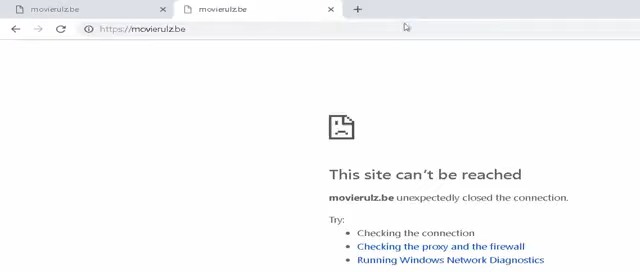 movierulz.be movierulz.be
https://movierulz.be
This site can't be reached
movierulz.be unexpectedly closed the connection.
Try:
• Checking the connection
• Checking the proxy and the firewall
• Running Windows Network Diagnostics